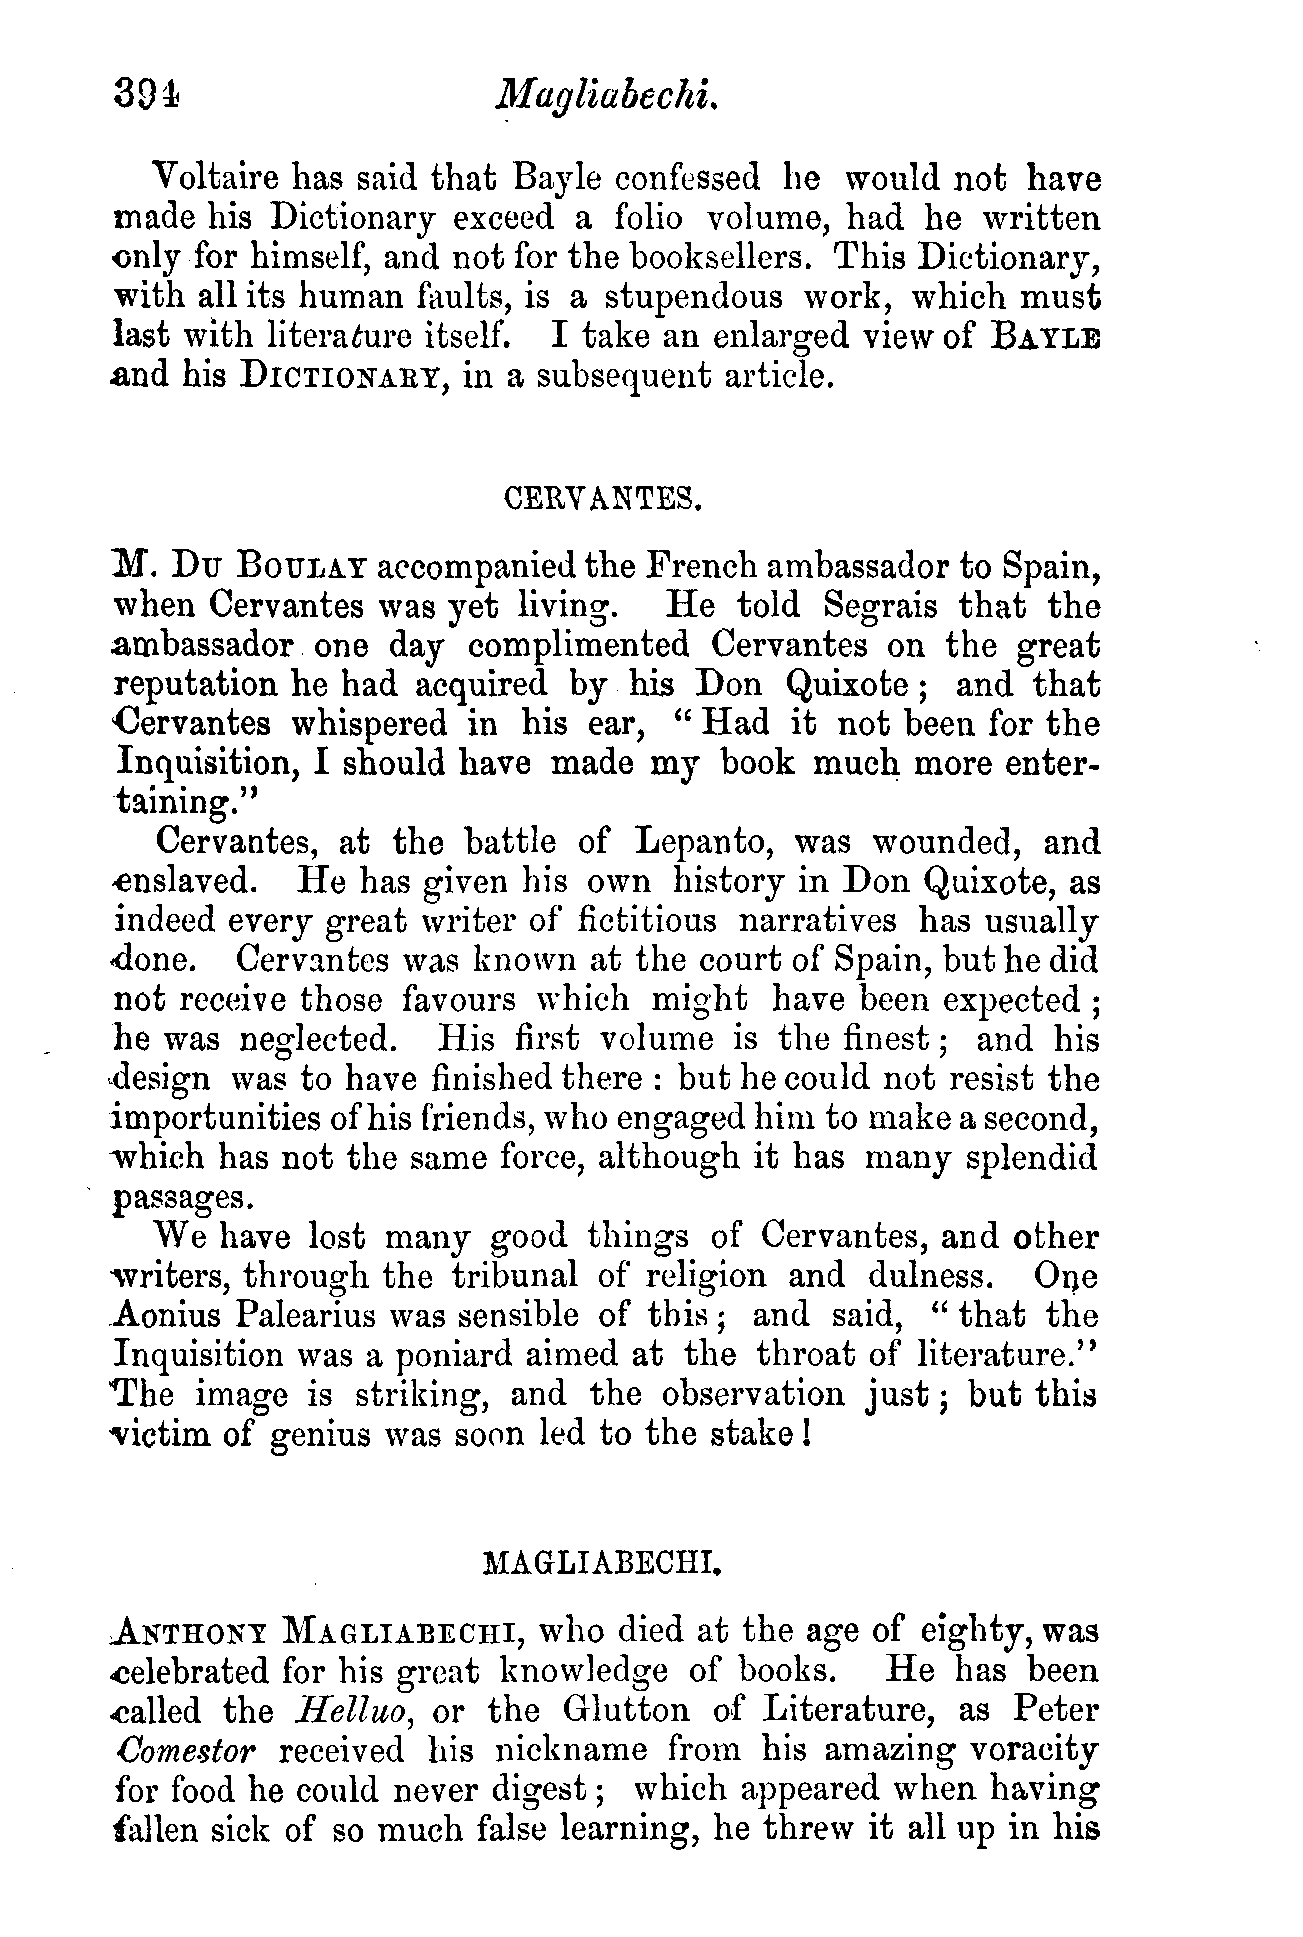 394 Magliabechi.
Voltaire has said that Bayle confessed he would not have
made his Dictionary exceed a folio volume, had he written
only for himself, and not for the booksellers. This Dictionary,
with all its human faults, is a stupendous work, which must
last with literature itself. I take an enlarged view of BAYLE
and his DICTIONARY, in a subsequent article.
CERVANTES.
M. DU BOULAY accompanied the French ambassador to Spain,
when Cervantes was yet living. He told Segrais that the
ambassador one day complimented Cervantes on the great
reputation he had acquired by his Don Quixote; and that
Cervantes whispered in his ear, "Had it not been for the
Inquisition, I should have made my book much more enter-
taining."
Cervantes, at the battle of Lepanto, was wounded, and
enslaved. He has given his own history in Don Quixote, as
indeed every great writer of fictitious narratives has usually
done. Cervantes was known at the court of Spain, but he did
not receive those favours which might have been expected;
he was neglected. His first volume is the finest; and his
design was to have finished there: but he could not resist the
importunities of his friends, who engaged him to make a second,
which has not the same force, although it has many splendid
passages.
We have lost many good things of Cervantes, and other
writers, through the tribunal of religion and dulness. One
Aonius Palearius was sensible of this; and said, "that the
Inquisition was a poniard aimed at the throat of literature."
The image is striking, and the observation just; but this
victim of genius was soon led to the stake!
MAGLIABECHI.
ANTHONY MAGLIABECHI, who died at the age of eighty, was
celebrated for his great knowledge of books. He has been
called the Helluo, or the Glutton of Literature, as Peter
Comestor received his nickname from his amazing voracity
for food he could never digest; which appeared when having
fallen sick of so much false learning, he threw it all up in his